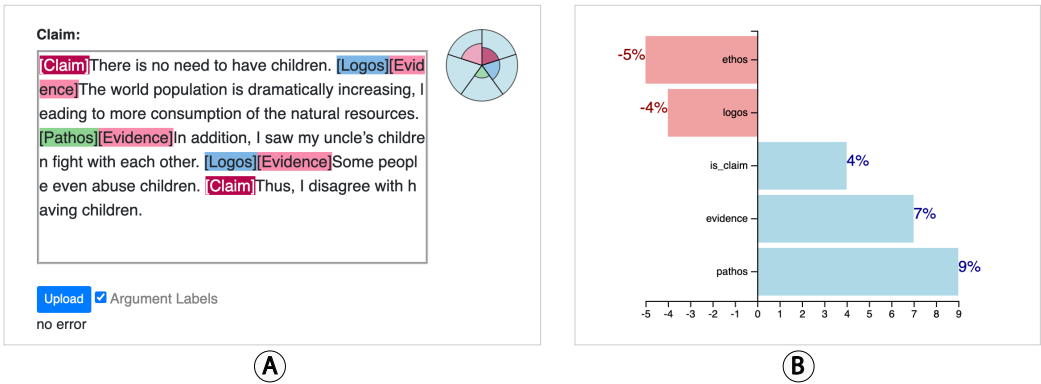 Claim:
[Claim]There is no need to have children. [Logos][Evid
ence]The world population is dramatically increasing, l
eading to more consumption of the natural resources.
[Pathos][Evidence]In addition, I saw my uncle's childre
n fight with each other. [Logos][Evidence]Some peopl
e even abuse children. [Claim]Thus, I disagree with h
aving children.
Upload Argument Labels
no error
A
-5% ethos
-4% logos
is_claim 4%
evidence 7%
pathos 9%
-5 -4 -3 -2 -1 0 1 2 3 4 5 6 7 8 9
B